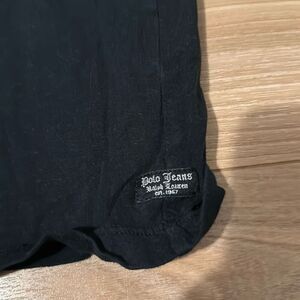 Polo Jeans
Ralph Lauren
EST. 1967